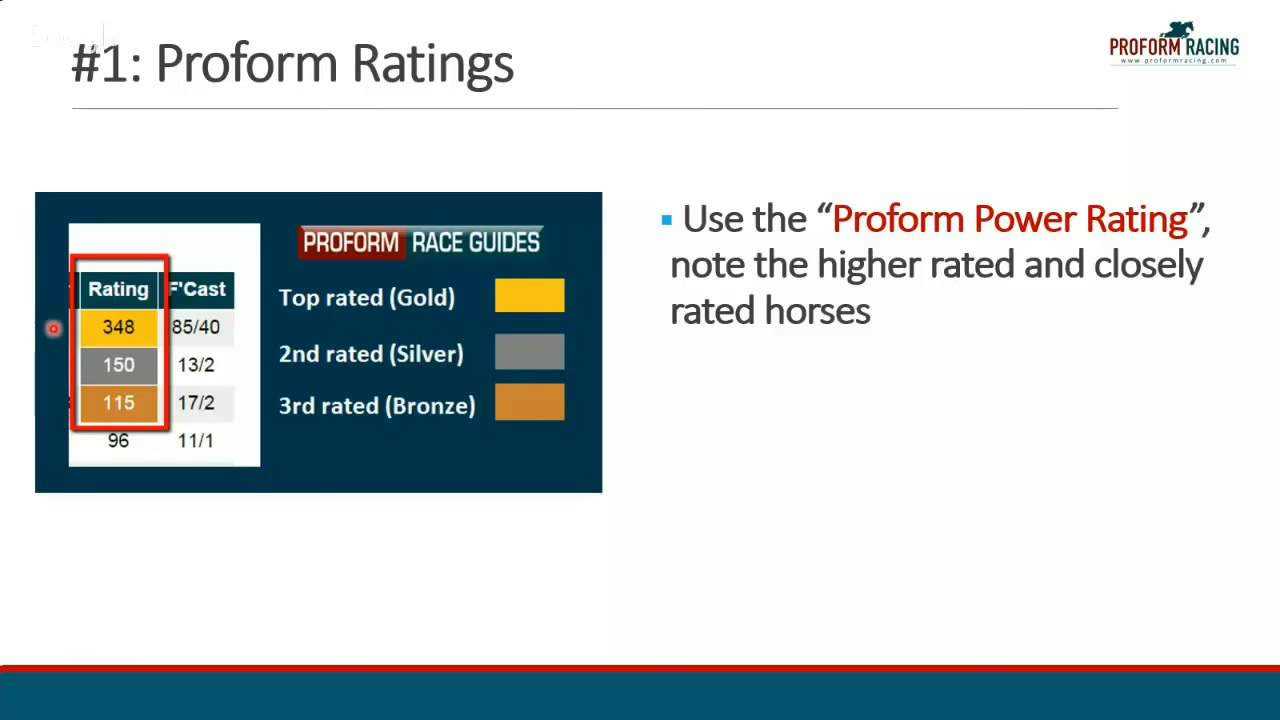 #1: Proform Ratings
PROFORM RACING
www.proformracing.com
Rating F'Cast
348 85/40
150 13/2
115 17/2
96 11/1
PROFORM RACE GUIDES
Top rated (Gold)
2nd rated (Silver)
3rd rated (Bronze)
▪ Use the “Proform Power Rating”,
note the higher rated and closely
rated horses